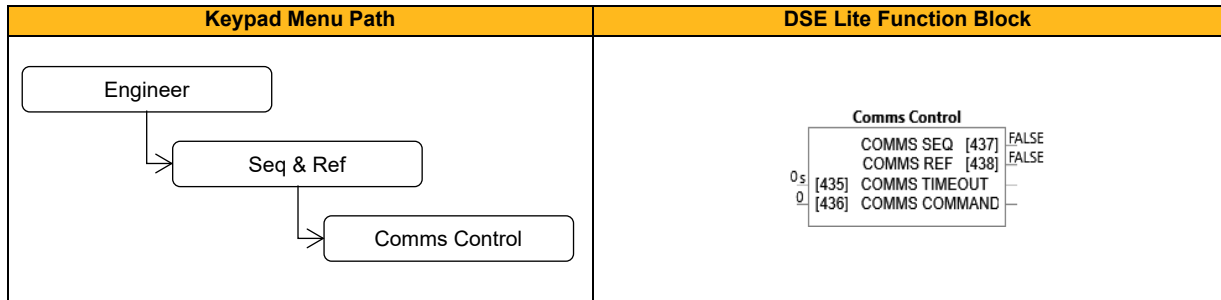 Keypad Menu Path
DSE Lite Function Block
Engineer
Seq & Ref
Comms Control
Comms Control
COMMS SEQ [437] FALSE
COMMS REF [438] FALSE
0s [435] COMMS TIMEOUT
0 [436] COMMS COMMAND